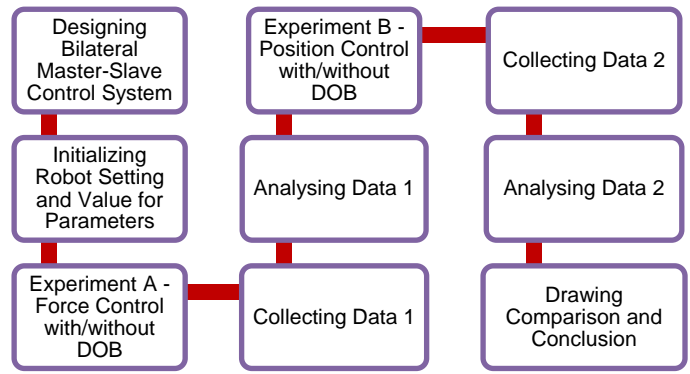 Designing
Bilateral
Master-Slave
Control System
Initializing
Robot Setting
and Value for
Parameters
Experiment A -
Force Control
with/without
DOB
Collecting Data 1
Analysing Data 1
Experiment B -
Position Control
with/without
DOB
Collecting Data 2
Analysing Data 2
Drawing
Comparison and
Conclusion